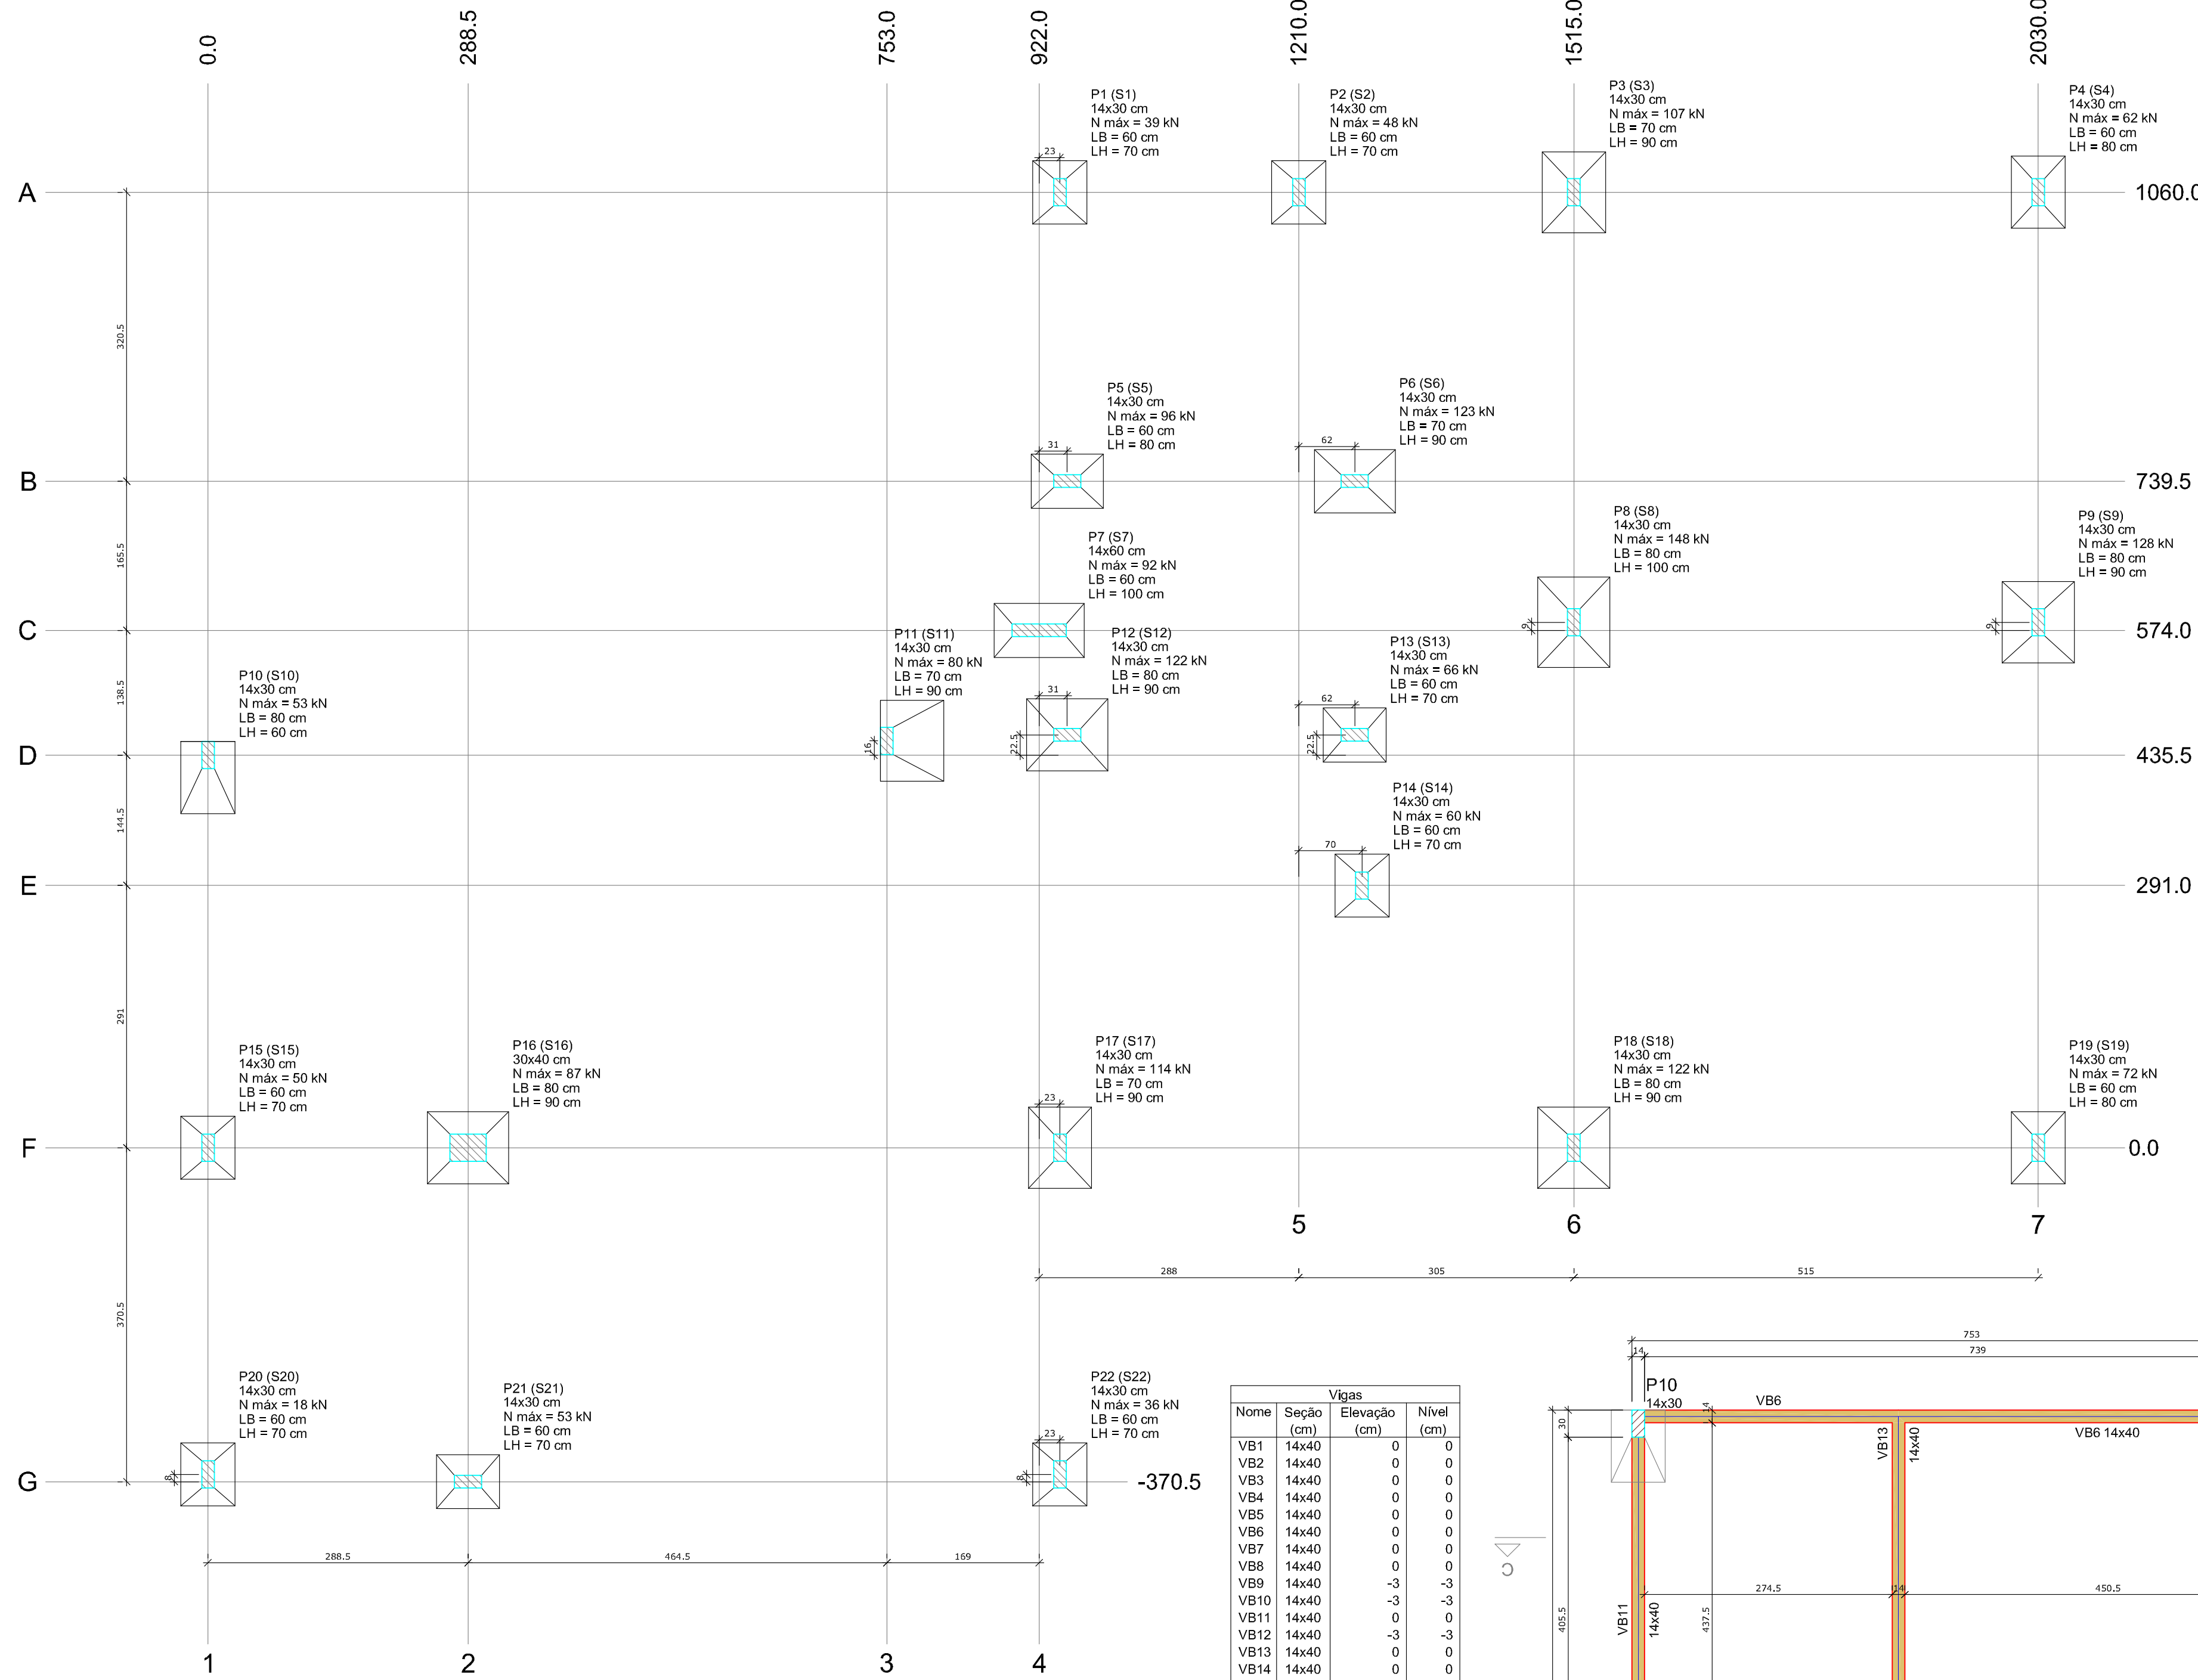 0.0
288.5
753.0
922.0
1210.0
1515.0
2030.0
P1 (S1)
14x30 cm
N máx = 39 kN
LB = 60 cm
LH = 70 cm
23
P2 (S2)
14x30 cm
N máx = 48 kN
LB = 60 cm
LH = 70 cm
P3 (S3)
14x30 cm
N máx = 107 kN
LB = 70 cm
LH = 90 cm
P4 (S4)
14x30 cm
N máx = 62 kN
LB = 60 cm
LH = 80 cm
A
1060.0
320.5
P5 (S5)
14x30 cm
N máx = 96 kN
LB = 60 cm
LH = 80 cm
31
P6 (S6)
14x30 cm
N máx = 123 kN
LB = 70 cm
LH = 90 cm
62
B
739.5
165.5
P7 (S7)
14x60 cm
N máx = 92 kN
LB = 60 cm
LH = 100 cm
P8 (S8)
14x30 cm
N máx = 148 kN
LB = 80 cm
LH = 100 cm
9
P9 (S9)
14x30 cm
N máx = 128 kN
LB = 80 cm
LH = 90 cm
9
C
574.0
138.5
P10 (S10)
14x30 cm
N máx = 53 kN
LB = 80 cm
LH = 60 cm
P11 (S11)
14x30 cm
N máx = 80 kN
LB = 70 cm
LH = 90 cm
16
P12 (S12)
14x30 cm
N máx = 122 kN
LB = 80 cm
LH = 90 cm
31
22.5
P13 (S13)
14x30 cm
N máx = 66 kN
LB = 60 cm
LH = 70 cm
62
22.5
D
435.5
144.5
P14 (S14)
14x30 cm
N máx = 60 kN
LB = 60 cm
LH = 70 cm
70
E
291.0
291
P15 (S15)
14x30 cm
N máx = 50 kN
LB = 60 cm
LH = 70 cm
P16 (S16)
30x40 cm
N máx = 87 kN
LB = 80 cm
LH = 90 cm
P17 (S17)
14x30 cm
N máx = 114 kN
LB = 70 cm
LH = 90 cm
23
P18 (S18)
14x30 cm
N máx = 122 kN
LB = 80 cm
LH = 90 cm
P19 (S19)
14x30 cm
N máx = 72 kN
LB = 60 cm
LH = 80 cm
F
0.0
5
6
7
288
305
515
370.5
P20 (S20)
14x30 cm
N máx = 18 kN
LB = 60 cm
LH = 70 cm
8
P21 (S21)
14x30 cm
N máx = 53 kN
LB = 60 cm
LH = 70 cm
P22 (S22)
14x30 cm
N máx = 36 kN
LB = 60 cm
LH = 70 cm
23
8
G
-370.5
288.5
464.5
169
1
2
3
4
Vigas
Nome Seção Elevação Nível
(cm) (cm) (cm)
VB1 14x40 0 0
VB2 14x40 0 0
VB3 14x40 0 0
VB4 14x40 0 0
VB5 14x40 0 0
VB6 14x40 0 0
VB7 14x40 0 0
VB8 14x40 0 0
VB9 14x40 -3 -3
VB10 14x40 -3 -3
VB11 14x40 0 0
VB12 14x40 -3 -3
VB13 14x40 0 0
VB14 14x40 0 0
C
753
14
739
P10
14x30
VB6
14
30
VB6 14x40
VB13
14x40
274.5
14
450.5
405.5
VB11
14x40
437.5